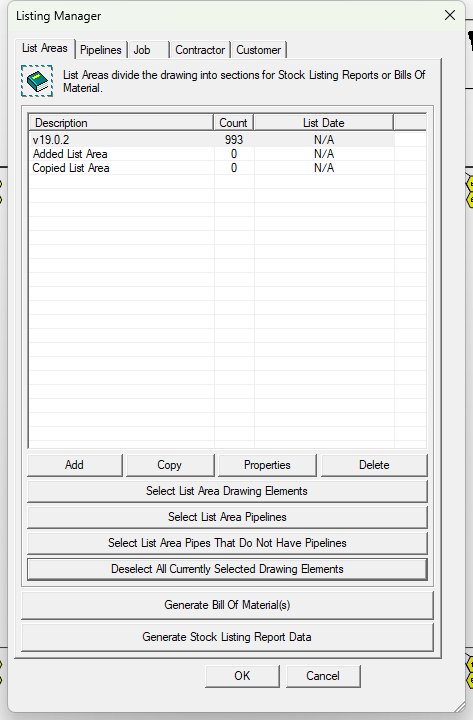 Listing Manager
List Areas Pipelines Job Contractor Customer
List Areas divide the drawing into sections for Stock Listing Reports or Bills Of
Material.
Description Count List Date
v19.0.2 993 N/A
Added List Area 0 N/A
Copied List Area 0 N/A
Add Copy Properties Delete
Select List Area Drawing Elements
Select List Area Pipelines
Select List Area Pipes That Do Not Have Pipelines
Deselect All Currently Selected Drawing Elements
Generate Bill Of Material(s)
Generate Stock Listing Report Data
OK Cancel